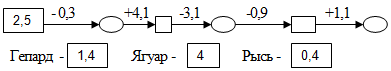 2,5 - 0,3 +4,1 -3,1 -0,9 +1,1
Гепард - 1,4 Ягуар - 4 Рысь - 0,4